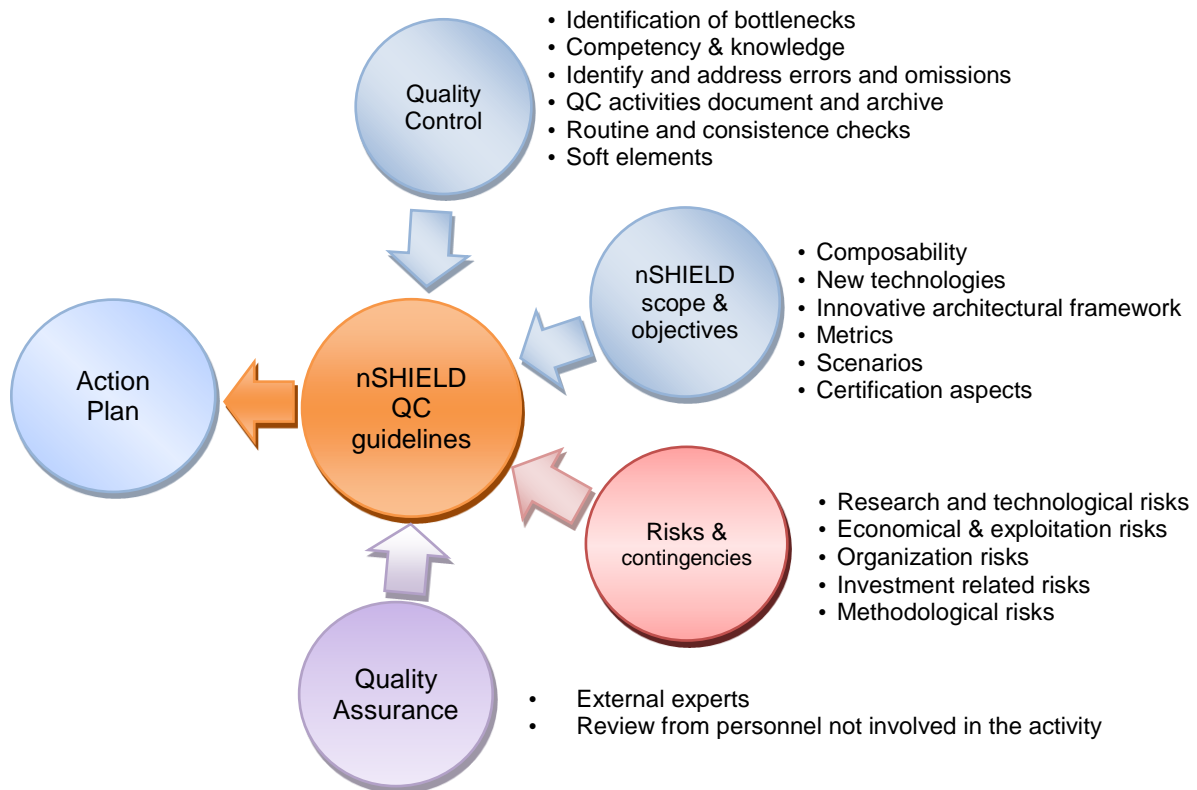 Quality
Control
• Identification of bottlenecks
• Competency & knowledge
• Identify and address errors and omissions
• QC activities document and archive
• Routine and consistence checks
• Soft elements
nSHIELD
scope &
objectives
• Composability
• New technologies
• Innovative architectural framework
• Metrics
• Scenarios
• Certification aspects
Action
Plan
nSHIELD
QC
guidelines
Risks &
contingencies
• Research and technological risks
• Economical & exploitation risks
• Organization risks
• Investment related risks
• Methodological risks
Quality
Assurance
• External experts
• Review from personnel not involved in the activity